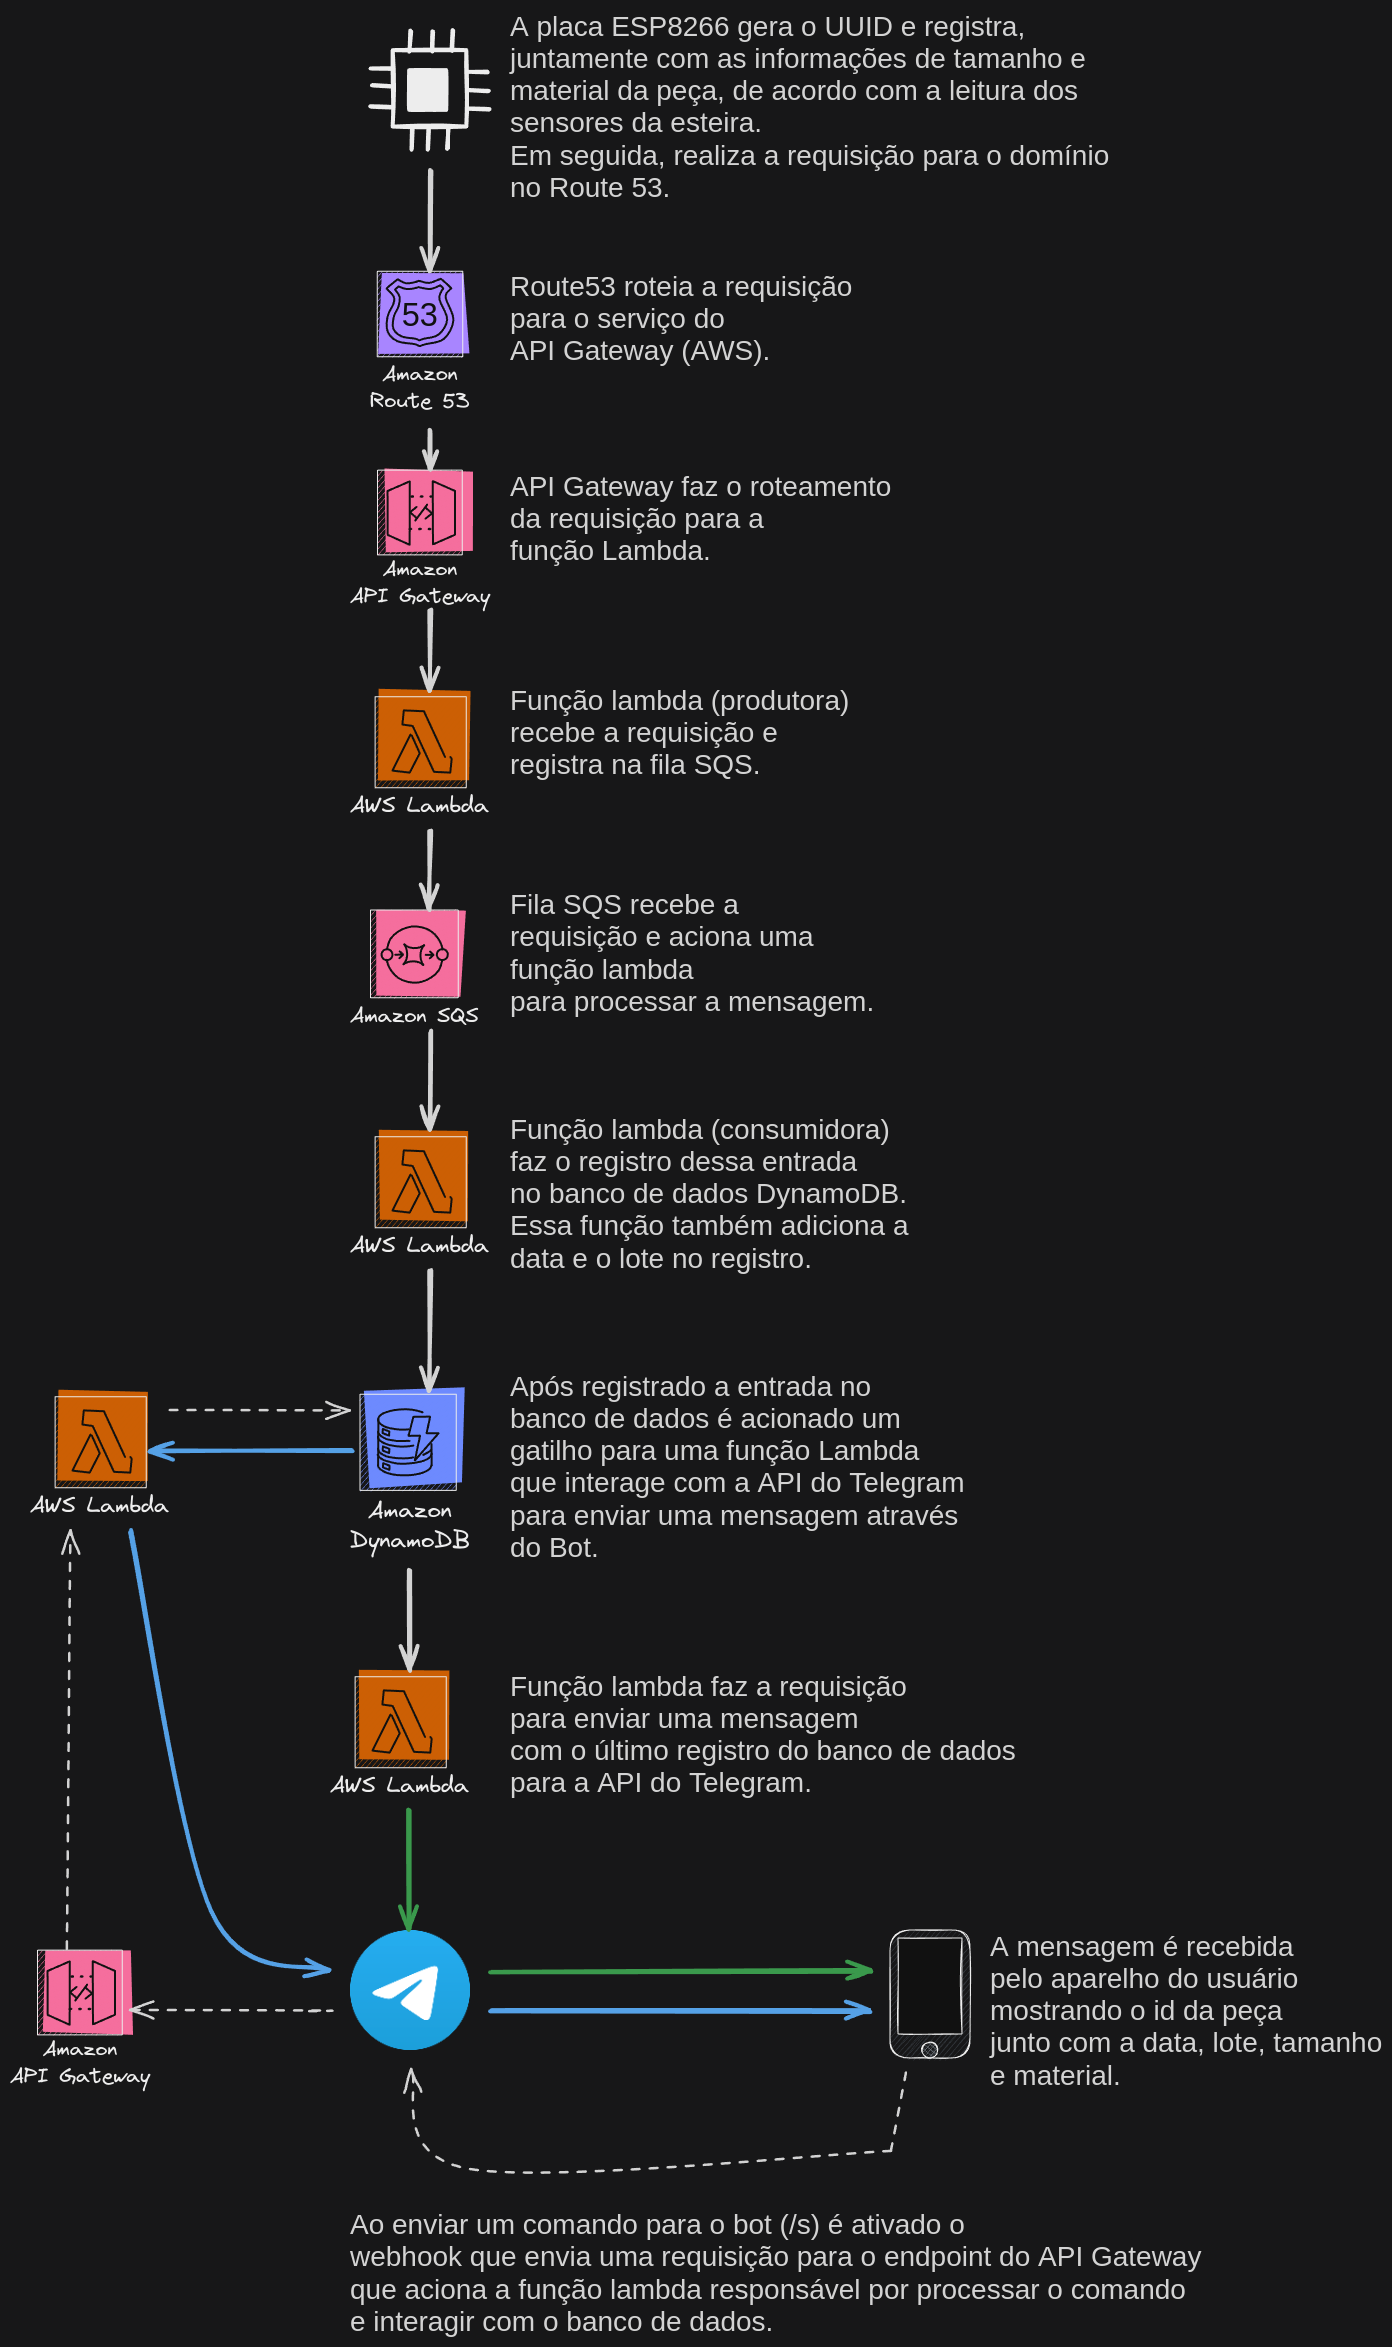 A placa ESP8266 gera o UUID e registra,
juntamente com as informações de tamanho e
material da peça, de acordo com a leitura dos
sensores da esteira.
Em seguida, realiza a requisição para o domínio
no Route 53.
53
Amazon
Route 53
Route53 roteia a requisição
para o serviço do
API Gateway (AWS).
Amazon
API Gateway
API Gateway faz o roteamento
da requisição para a
função Lambda.
AWS Lambda
Função lambda (produtora)
recebe a requisição e
registra na fila SQS.
Amazon SQS
Fila SQS recebe a
requisição e aciona uma
função lambda
para processar a mensagem.
AWS Lambda
Função lambda (consumidora)
faz o registro dessa entrada
no banco de dados DynamoDB.
Essa função também adiciona a
data e o lote no registro.
AWS Lambda
Amazon
DynamoDB
Após registrado a entrada no
banco de dados é acionado um
gatilho para uma função Lambda
que interage com a API do Telegram
para enviar uma mensagem através
do Bot.
AWS Lambda
Função lambda faz a requisição
para enviar uma mensagem
com o último registro do banco de dados
para a API do Telegram.
Amazon
API Gateway
A mensagem é recebida
pelo aparelho do usuário
mostrando o id da peça
junto com a data, lote, tamanho
e material.
Ao enviar um comando para o bot (/s) é ativado o
webhook que envia uma requisição para o endpoint do API Gateway
que aciona a função lambda responsável por processar o comando
e interagir com o banco de dados.